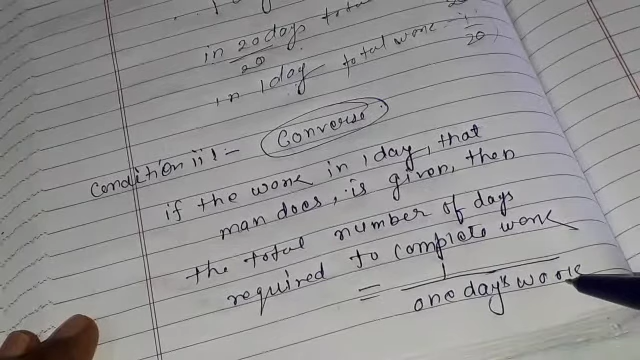 in 20 days total
20
in 1 day total work 1
20
Condition ii :- Converse
if the work in 1 day, that
man does, is given, then
the total number of days
required to complete work
= 1
one day's work